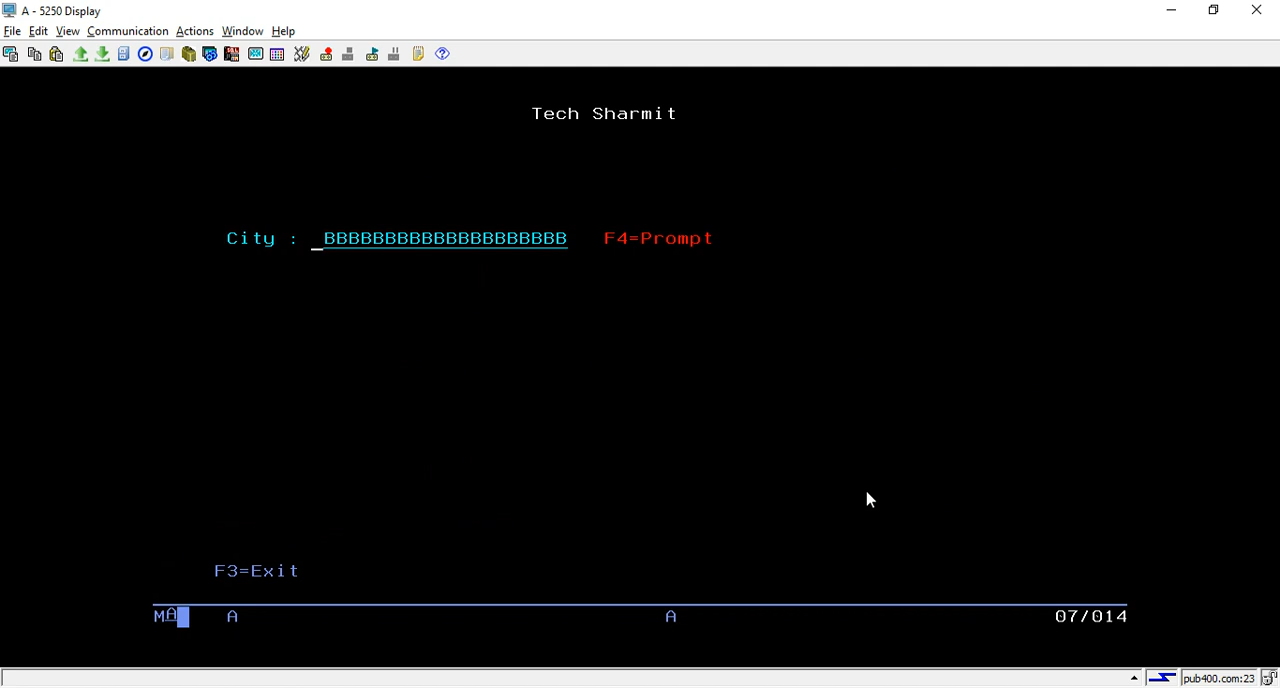 A - 5250 Display
File Edit View Communication Actions Window Help
Tech Sharmit
City : _BBBBBBBBBBBBBBBBBBBB F4=Prompt
F3=Exit
MA A A 07/014
pub400.com:23